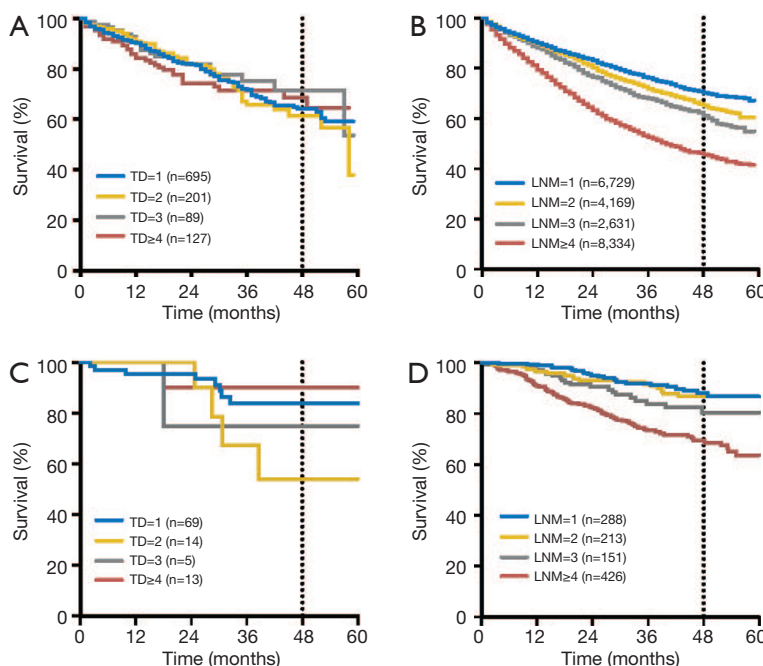 A
Survival (%)
100
80
60
40
20
0
TD=1 (n=695)
TD=2 (n=201)
TD=3 (n=89)
TD≥4 (n=127)
0 12 24 36 48 60
Time (months)
B
Survival (%)
100
80
60
40
20
0
LNM=1 (n=6,729)
LNM=2 (n=4,169)
LNM=3 (n=2,631)
LNM≥4 (n=8,334)
0 12 24 36 48 60
Time (months)
C
Survival (%)
100
80
60
40
20
0
TD=1 (n=69)
TD=2 (n=14)
TD=3 (n=5)
TD≥4 (n=13)
0 12 24 36 48 60
Time (months)
D
Survival (%)
100
80
60
40
20
0
LNM=1 (n=288)
LNM=2 (n=213)
LNM=3 (n=151)
LNM≥4 (n=426)
0 12 24 36 48 60
Time (months)